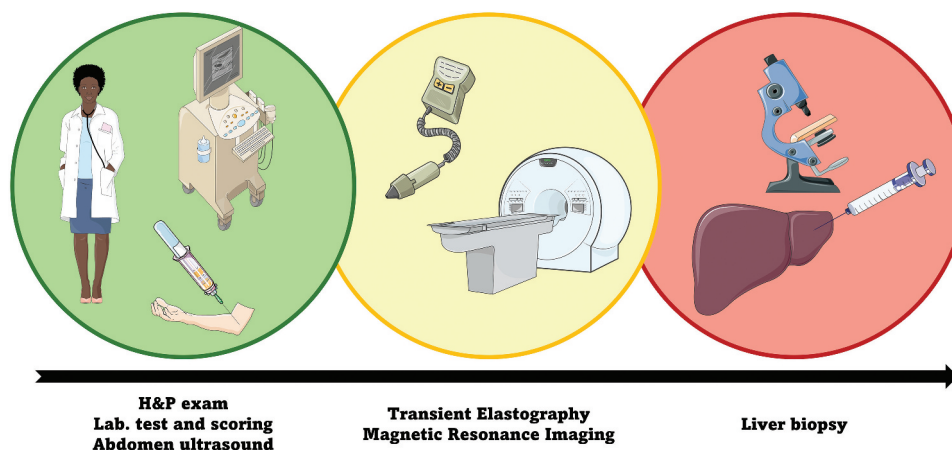 H&P exam
Lab. test and scoring
Abdomen ultrasound
Transient Elastography
Magnetic Resonance Imaging
Liver biopsy